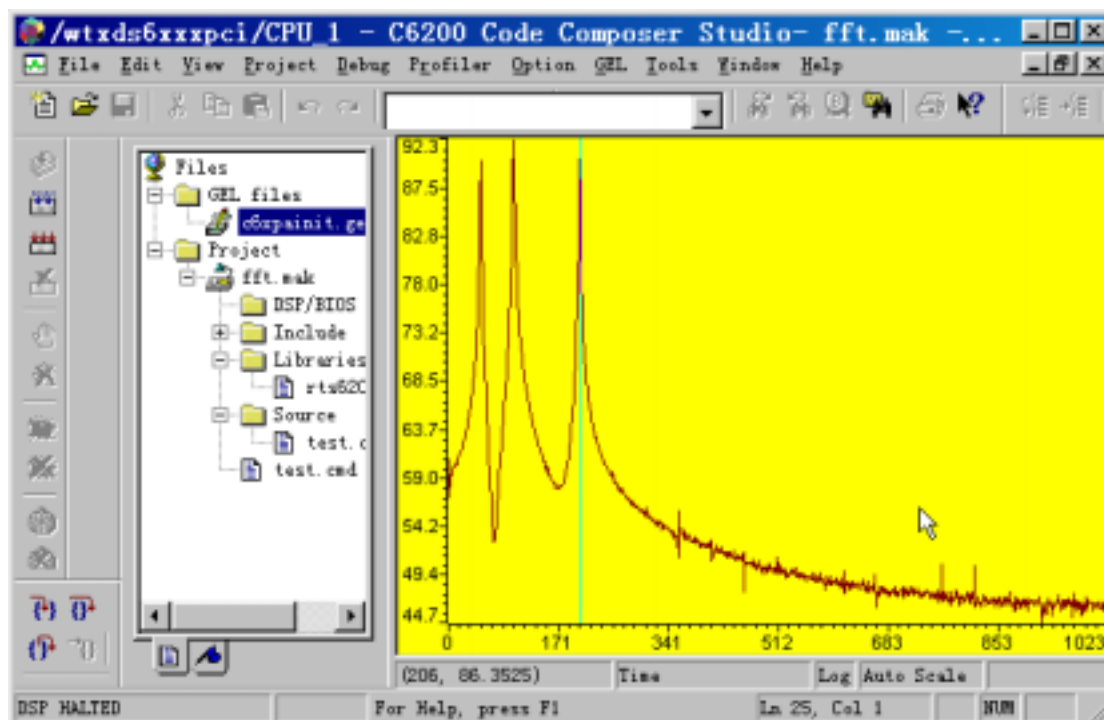 /wtxds6xxxpci/CPU_1 - C6200 Code Composer Studio- fft.mak -...
File Edit View Project Debug Profiler Option GEL Tools Window Help
Files
GEL files
c6xpainit.ge
Project
fft.mak
DSP/BIOS
Include
Libraries
rts620
Source
test.c
test.cmd
92.3
87.5
82.8
78.0
73.2
68.5
63.7
59.0
54.2
49.4
44.7
0 171 341 512 683 853 1023
(206, 86.3525) Time Log Auto Scale
DSP HALTED For Help, press F1 Ln 25, Col 1 NUM